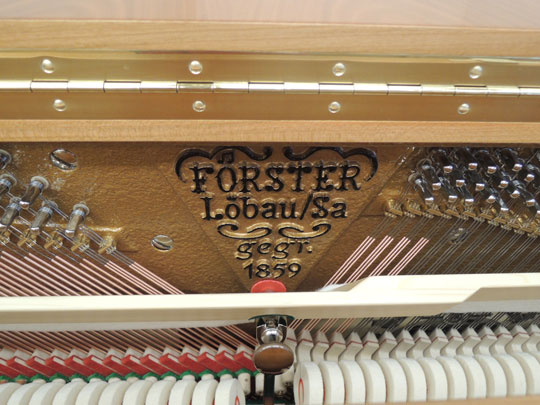 FÖRSTER
Löbau/Sa
gegr.
1859